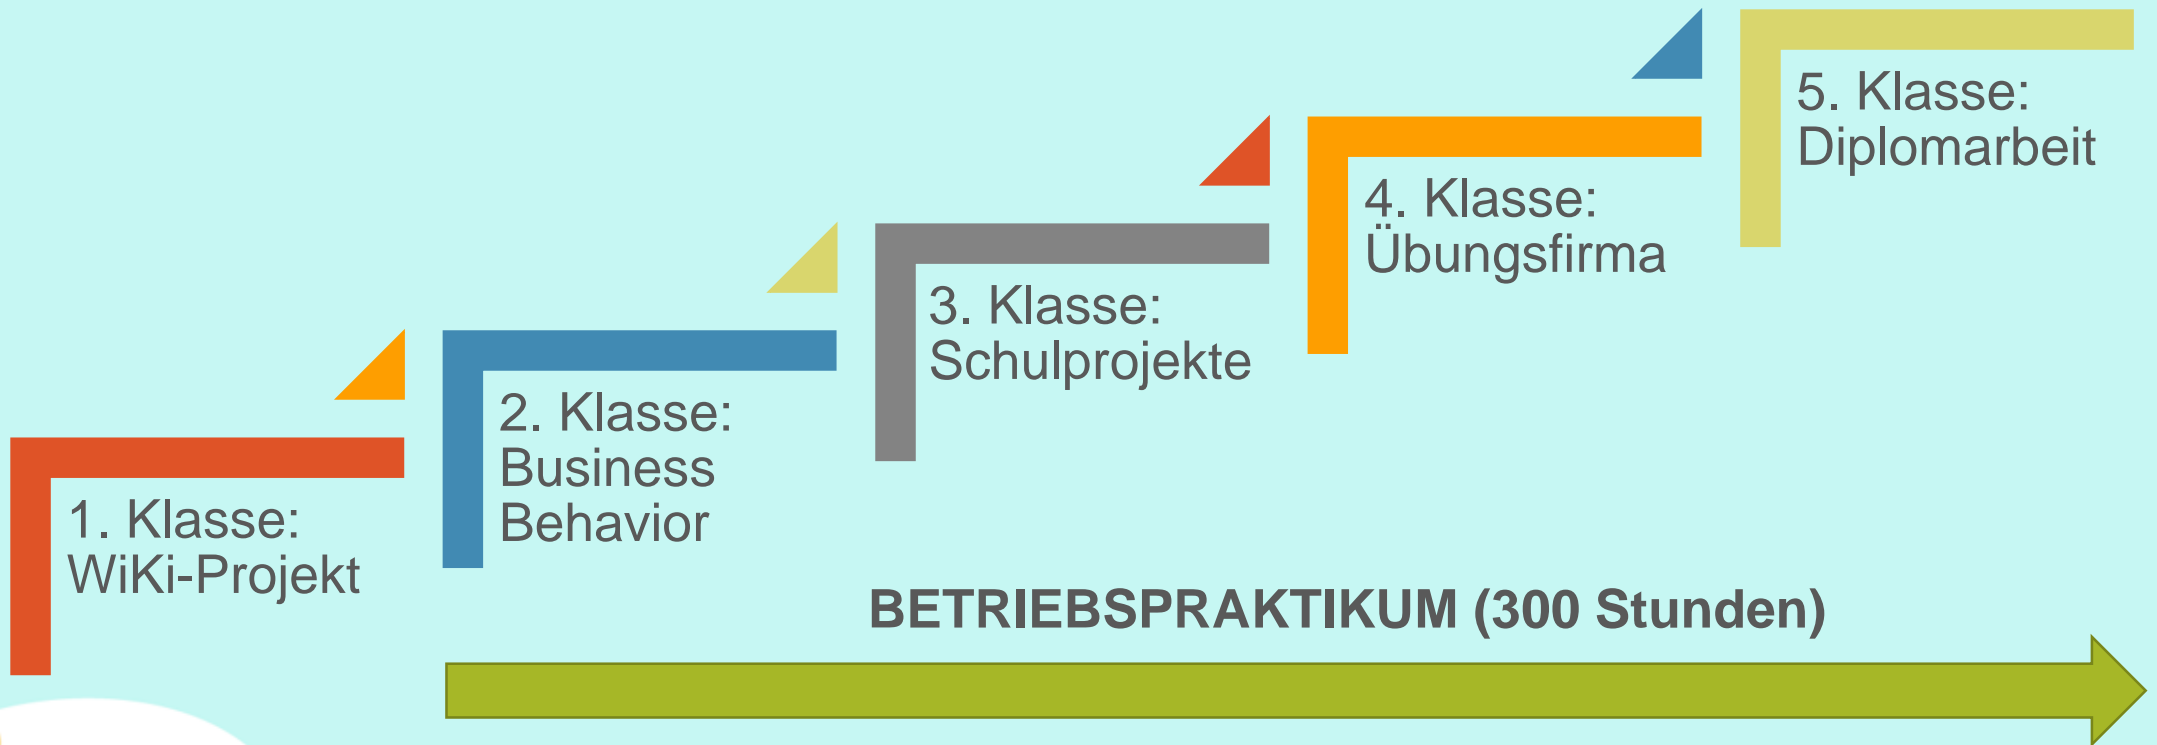 1. Klasse:
WiKi-Projekt
2. Klasse:
Business
Behavior
3. Klasse:
Schulprojekte
4. Klasse:
Übungsfirma
5. Klasse:
Diplomarbeit
BETRIEBSPRAKTIKUM (300 Stunden)